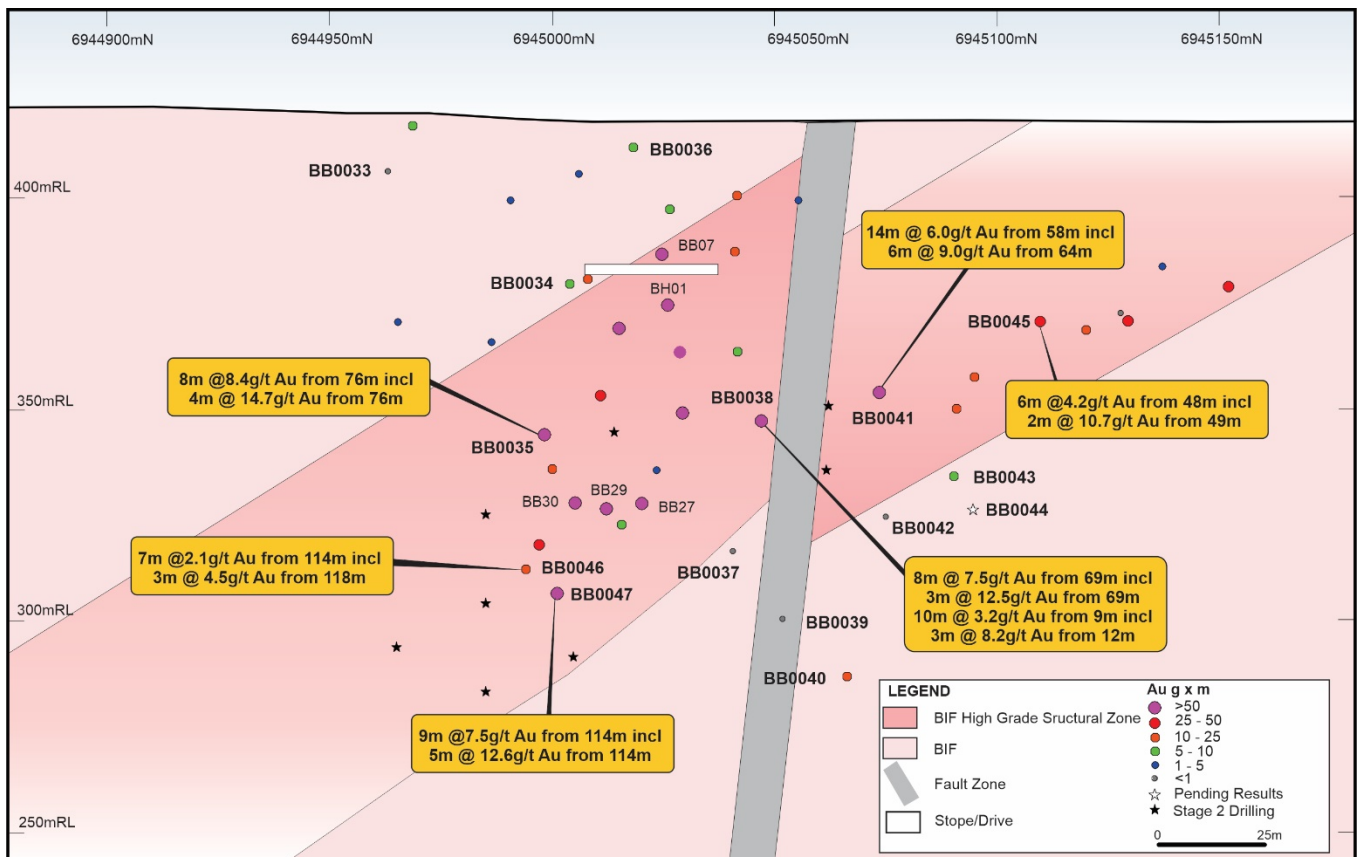 6944900mN
6944950mN
6945000mN
6945050mN
6945100mN
6945150mN
BB0036
BB0033
400mRL
14m @ 6.0g/t Au from 58m incl
6m @ 9.0g/t Au from 64m
BB07
BB0034
BH01
BB0045
8m @8.4g/t Au from 76m incl
4m @ 14.7g/t Au from 76m
350mRL
BB0038
BB0041
6m @4.2g/t Au from 48m incl
2m @ 10.7g/t Au from 49m
BB0035
BB0043
BB29
BB30
BB27
BB0044
BB0042
7m @2.1g/t Au from 114m incl
3m @ 4.5g/t Au from 118m
BB0046
BB0037
BB0047
8m @ 7.5g/t Au from 69m incl
3m @ 12.5g/t Au from 69m
10m @ 3.2g/t Au from 9m incl
3m @ 8.2g/t Au from 12m
300mRL
BB0039
BB0040
9m @7.5g/t Au from 114m incl
5m @ 12.6g/t Au from 114m
LEGEND
BIF High Grade Sructural Zone
BIF
Fault Zone
Stope/Drive
Au g x m
>50
25 - 50
10 - 25
5 - 10
1 - 5
<1
Pending Results
Stage 2 Drilling
0 25m
250mRL